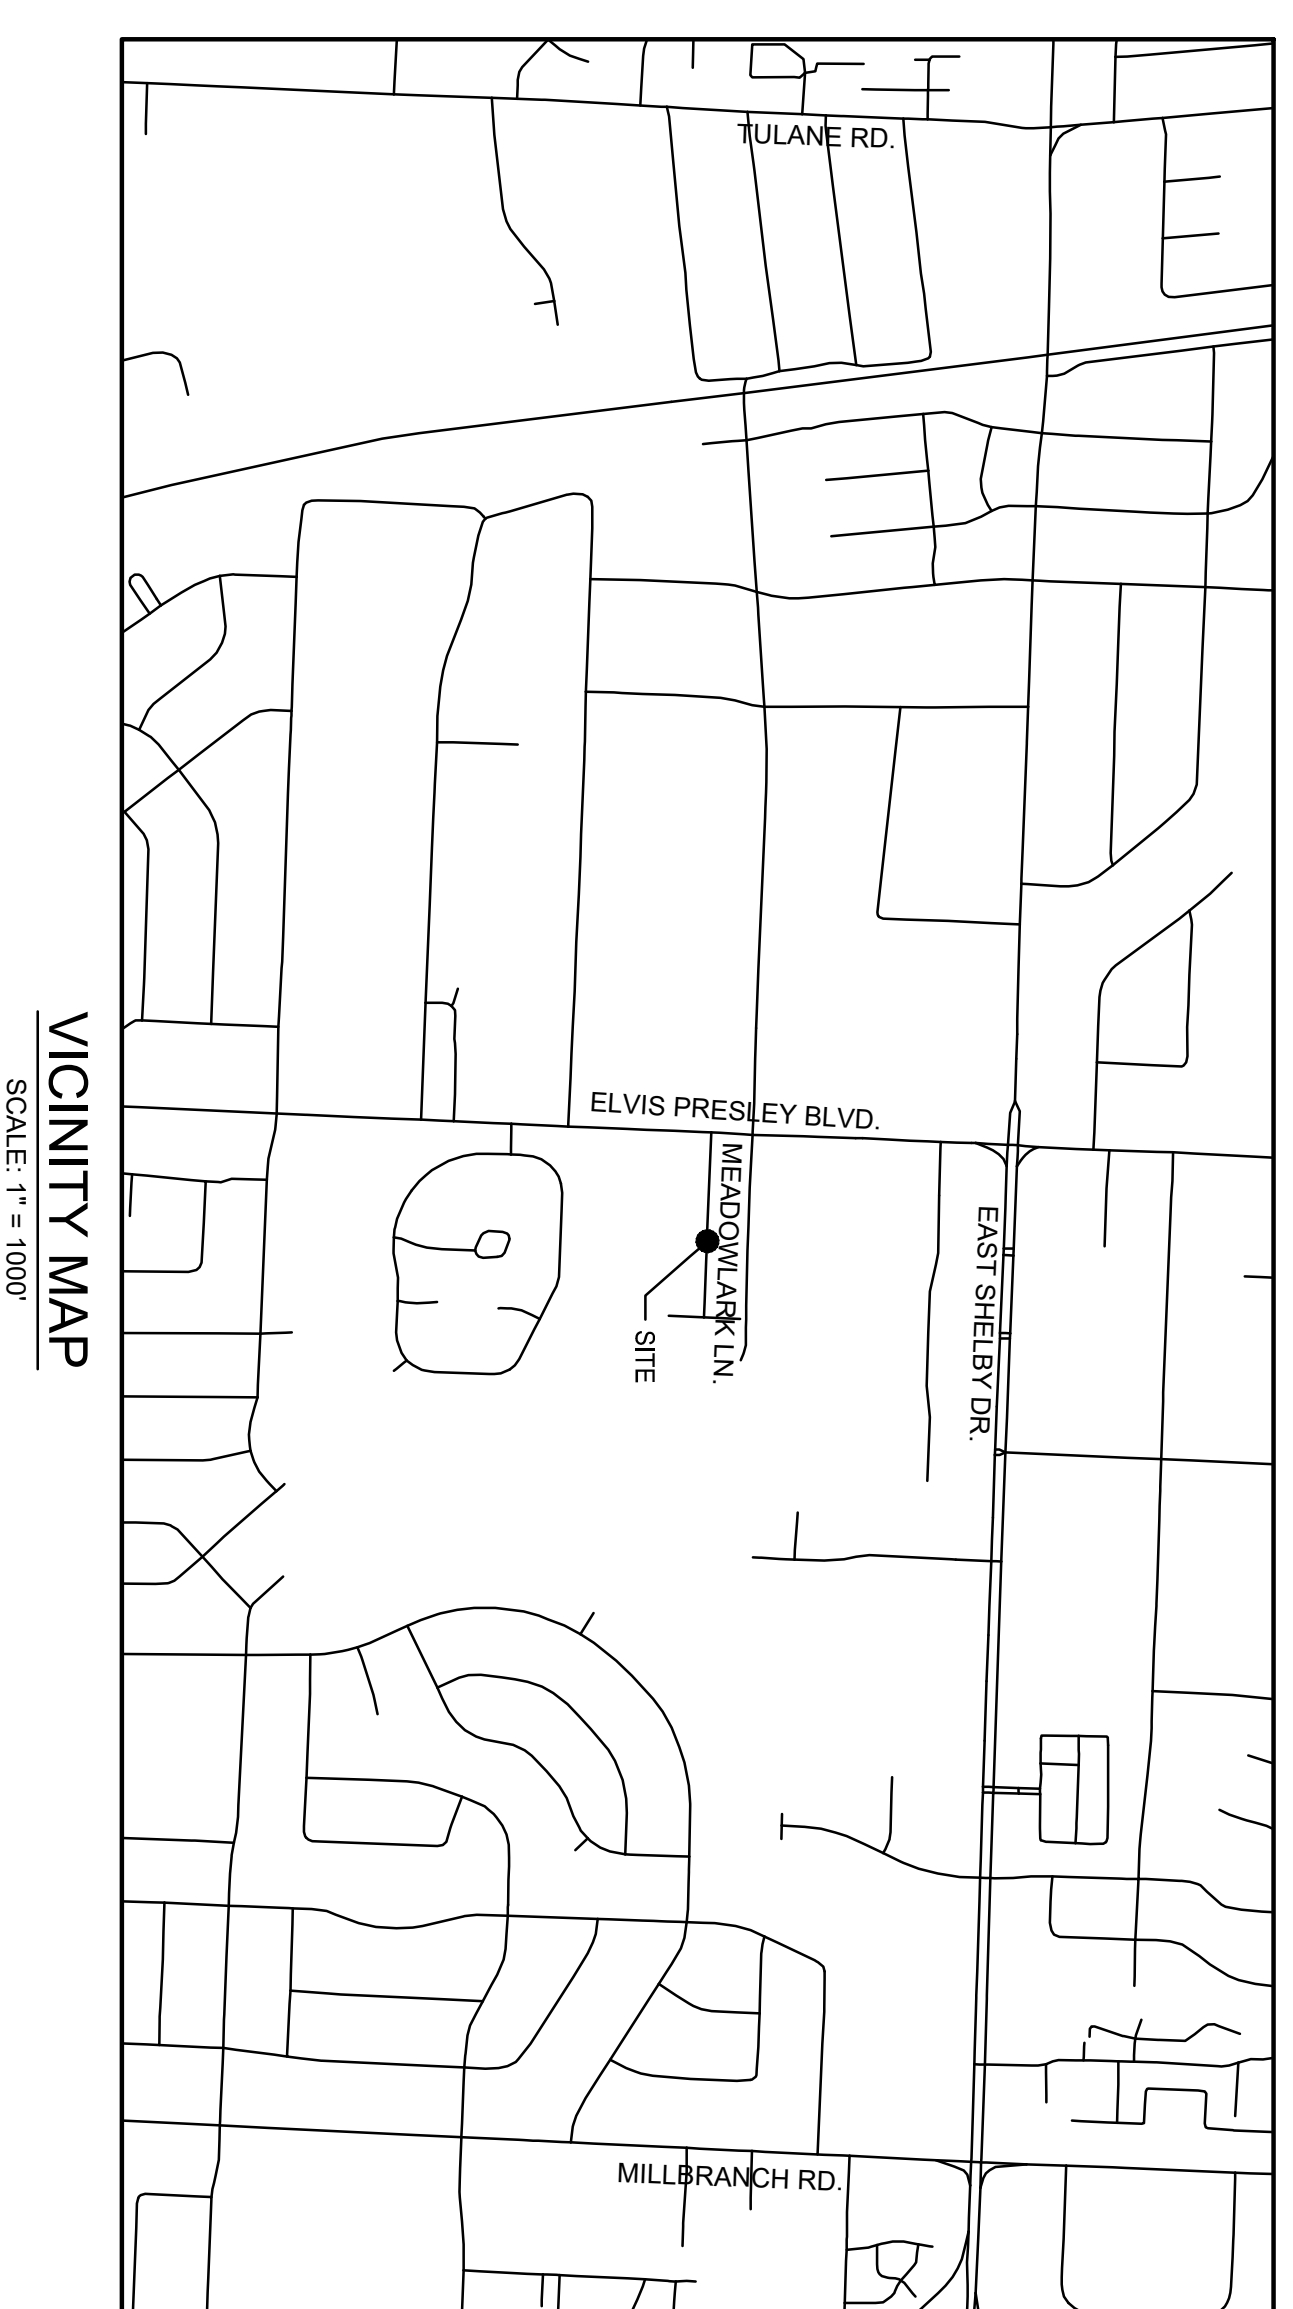 TULANE RD.
ELVIS PRESLEY BLVD.
MEADOWLARK LN.
EAST SHELBY DR.
SITE
MILLBRANCH RD.
VICINITY MAP
SCALE: 1" = 1000'